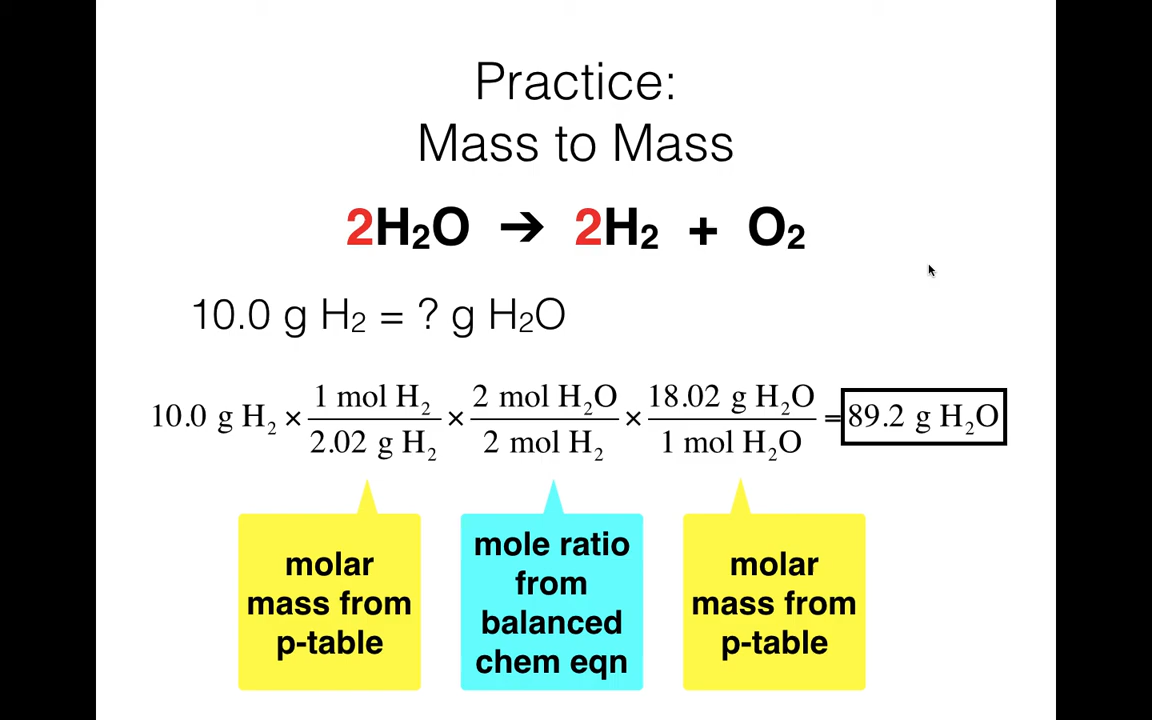 Practice:
Mass to Mass
2H₂O ➔ 2H₂ + O₂
10.0 g H₂ = ? g H₂O
10.0 g H₂ × 1 mol H₂ / 2.02 g H₂ × 2 mol H₂O / 2 mol H₂ × 18.02 g H₂O / 1 mol H₂O = 89.2 g H₂O
molar
mass from
p-table
mole ratio
from
balanced
chem eqn
molar
mass from
p-table